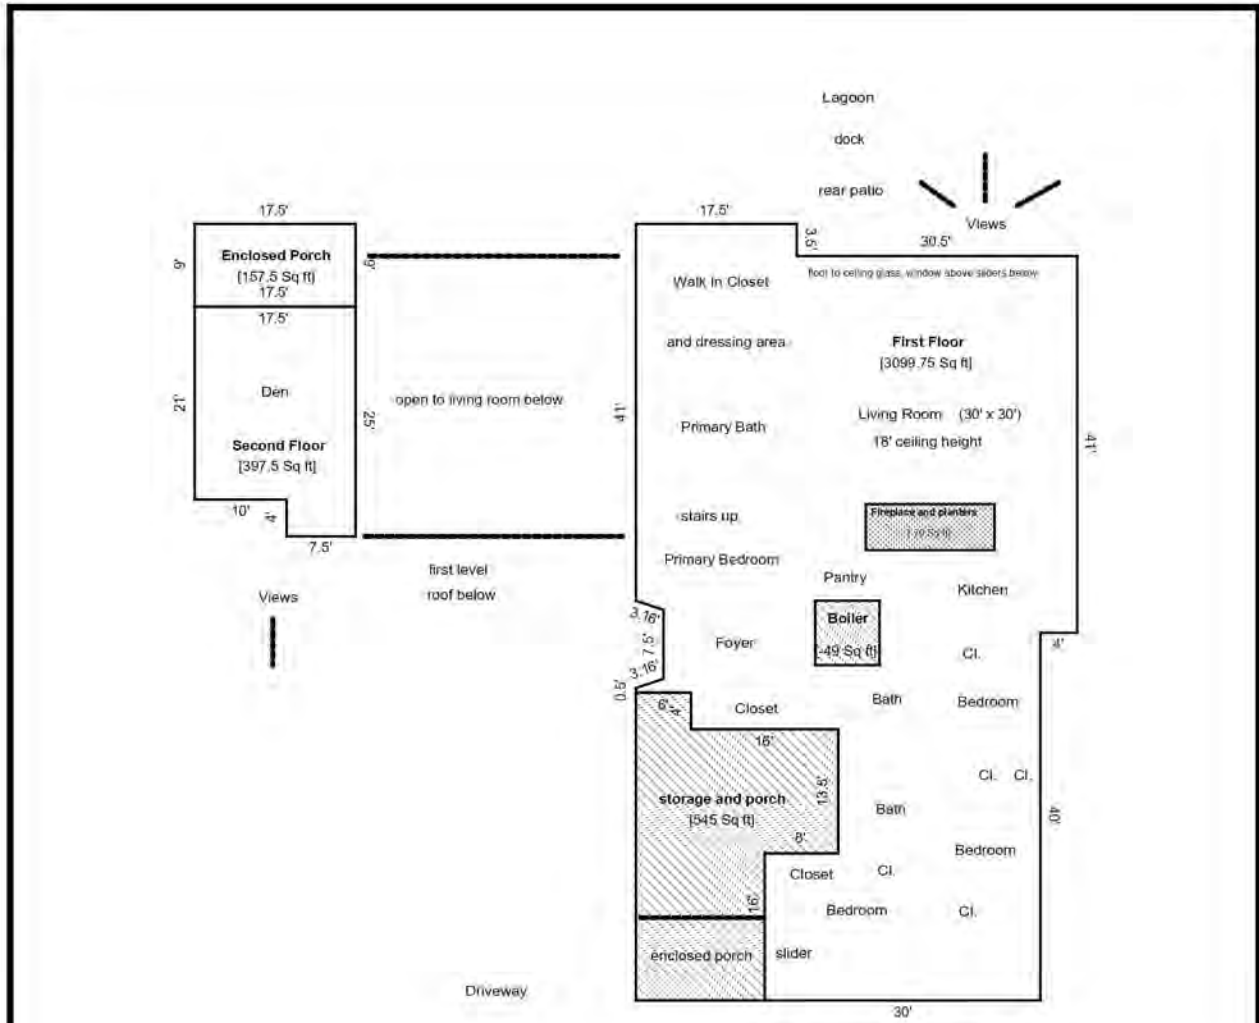 Lagoon
dock
rear patio
Views
17.5'
17.5'
3.5'
30.5'
9'
Enclosed Porch
[157.5 Sq ft]
17.5'
9'
17.5'
Walk In Closet
floor to ceiling glass, window above sliders below
and dressing area
First Floor
[3099.75 Sq ft]
21'
Den
25'
open to living room below
41'
Primary Bath
Living Room (30' x 30')
18' ceiling height
41'
Second Floor
[397.5 Sq ft]
10'
4'
7.5'
stairs up
Fireplace and planters
Primary Bedroom
first level
roof below
Pantry
Kitchen
Views
3.16'
7.5'
3.16'
0.5'
Foyer
Boiler
[-49 Sq ft]
Cl.
4'
6'
4'
Closet
Bath
Bedroom
16'
13.5'
storage and porch
[545 Sq ft]
Cl.
Cl.
Bath
40'
8'
Bedroom
Closet
Cl.
16'
Bedroom
Cl.
enclosed porch
slider
Driveway
30'